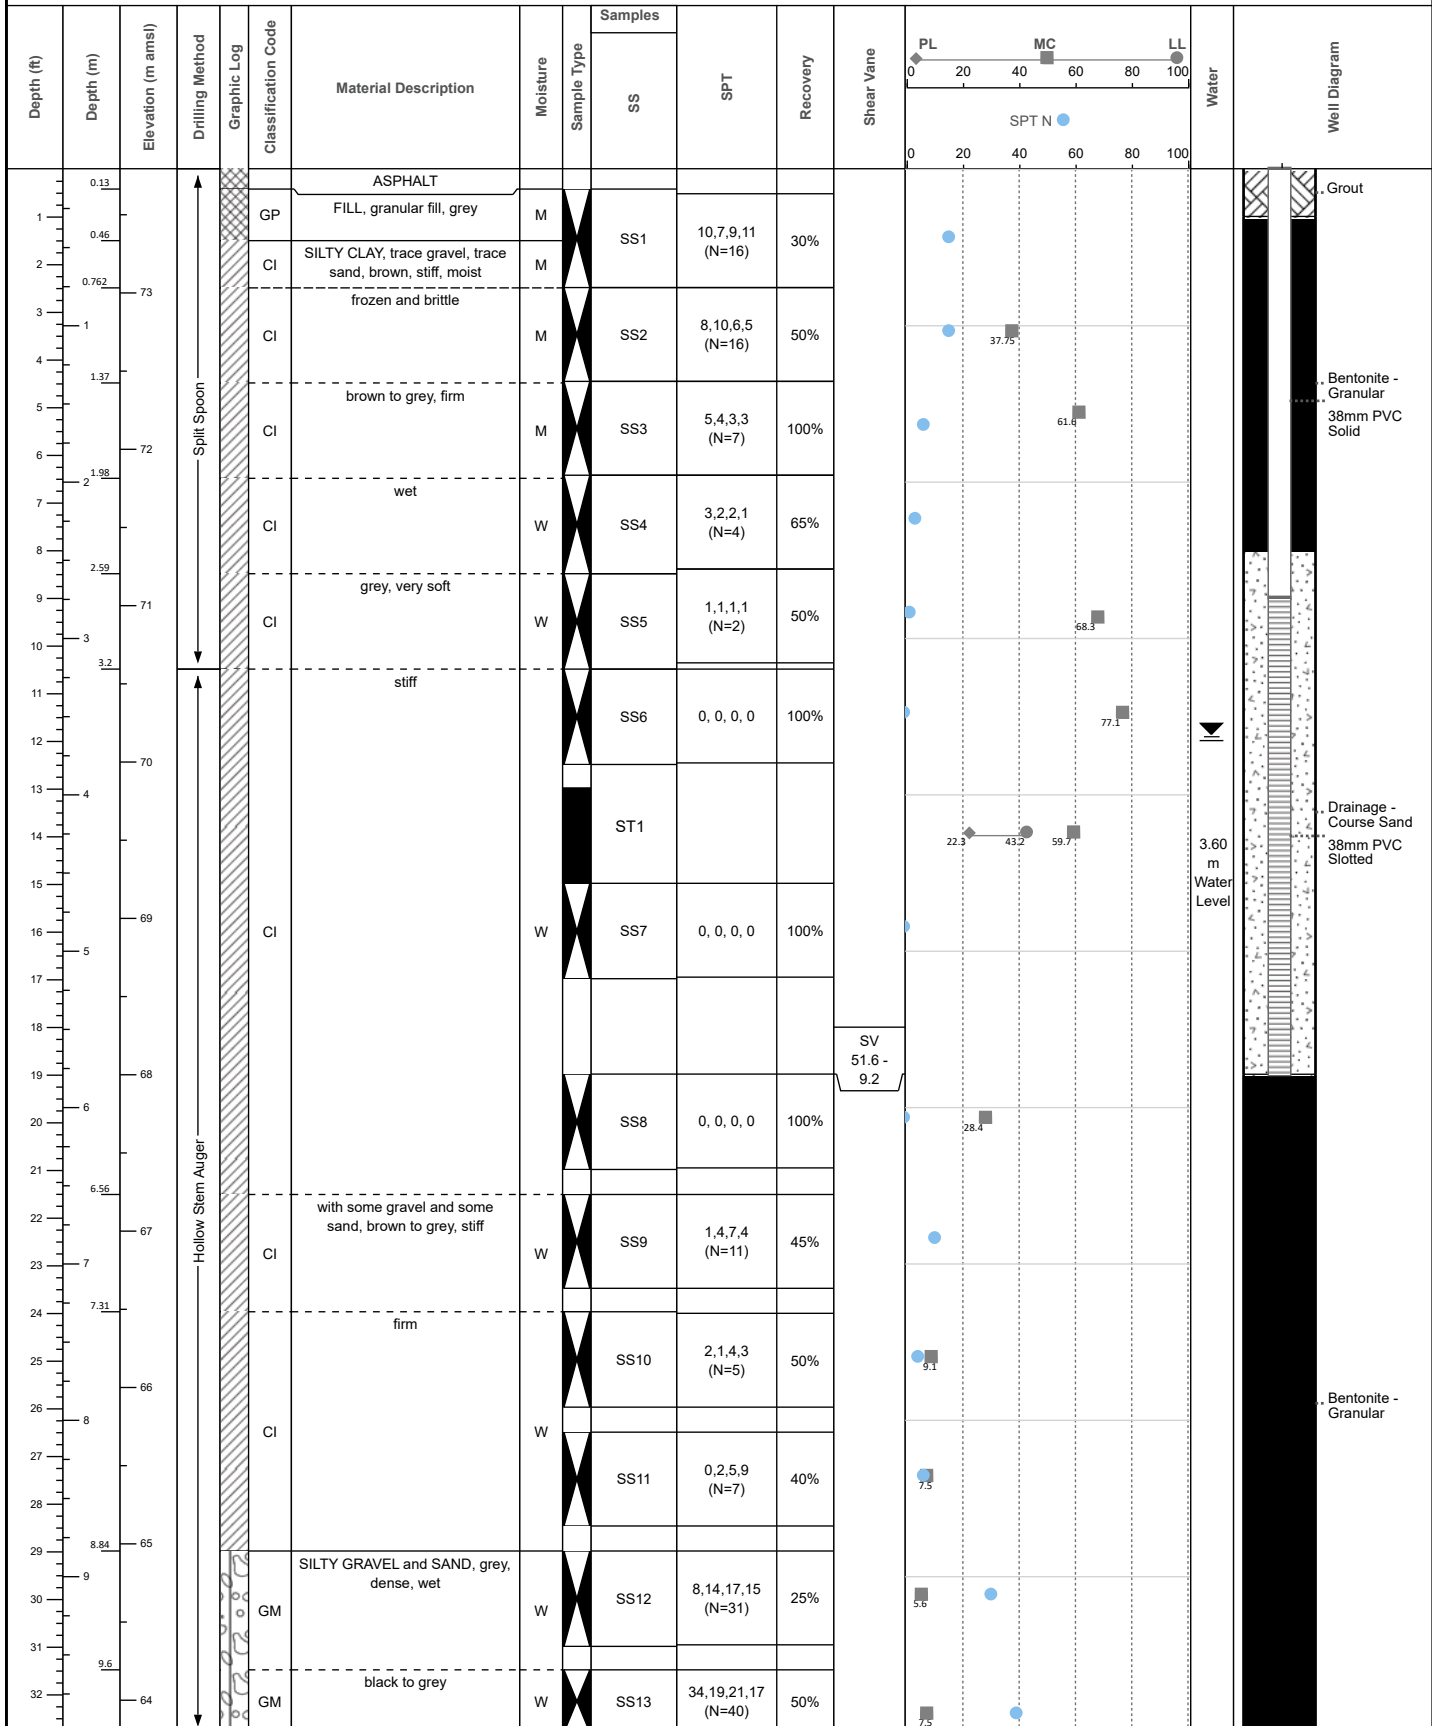 Samples
Depth (ft)
Depth (m)
Elevation (m amsl)
Drilling Method
Graphic Log
Classification Code
Material Description
Moisture
Sample Type
SS
SPT
Recovery
Shear Vane
PL MC LL
0 20 40 60 80 100
SPT N
0 20 40 60 80 100
Water
Well Diagram
0.13
ASPHALT
GP
FILL, granular fill, grey
M
SS1
10,7,9,11
(N=16)
30%
Grout
1
0.46
CI
SILTY CLAY, trace gravel, trace
sand, brown, stiff, moist
M
2
0.762
73
frozen and brittle
3
1
CI
M
SS2
8,10,6,5
(N=16)
50%
37.75
4
1.37
Split Spoon
brown to grey, firm
Bentonite -
Granular
38mm PVC
Solid
5
CI
M
SS3
5,4,3,3
(N=7)
100%
61.6
72
6
1.98
2
wet
7
CI
W
SS4
3,2,2,1
(N=4)
65%
8
2.59
grey, very soft
9
71
CI
W
SS5
1,1,1,1
(N=2)
50%
68.3
3
10
3.2
stiff
11
SS6
0, 0, 0, 0
100%
77.1
12
70
13
4
ST1
Drainage -
Course Sand
38mm PVC
Slotted
14
22.3 43.2 59.7
3.60
m
Water
Level
15
69
16
CI
W
SS7
0, 0, 0, 0
100%
5
17
18
SV
51.6 -
9.2
19
68
6
20
SS8
0, 0, 0, 0
100%
28.4
21
Hollow Stem Auger
6.56
with some gravel and some
sand, brown to grey, stiff
22
67
CI
W
SS9
1,4,7,4
(N=11)
45%
23
7
7.31
24
firm
25
SS10
2,1,4,3
(N=5)
50%
9.1
66
26
8
CI
W
Bentonite -
Granular
27
SS11
0,2,5,9
(N=7)
40%
7.5
28
8.84
65
29
9
SILTY GRAVEL and SAND, grey,
dense, wet
30
GM
W
SS12
8,14,17,15
(N=31)
25%
5.6
31
9.6
black to grey
32
64
GM
W
SS13
34,19,21,17
(N=40)
50%
7.5